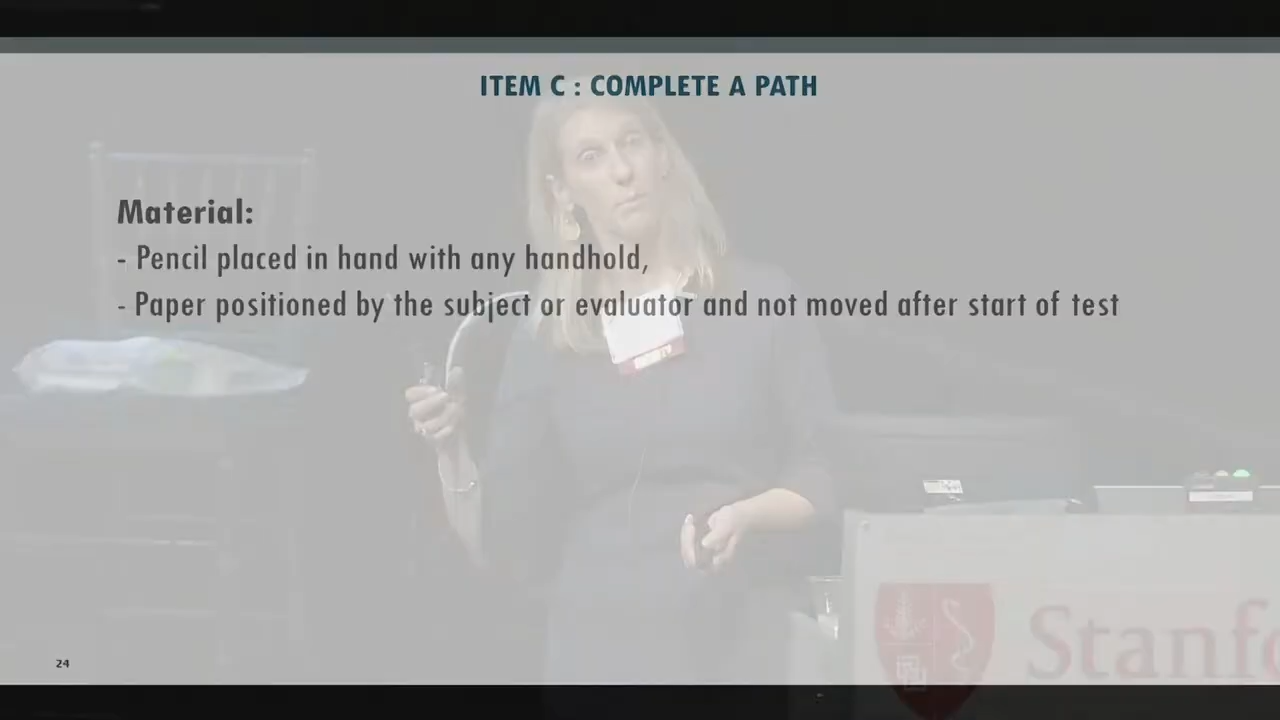 ITEM C : COMPLETE A PATH
Material:
- Pencil placed in hand with any handhold,
- Paper positioned by the subject or evaluator and not moved after start of test
Stanfo
24